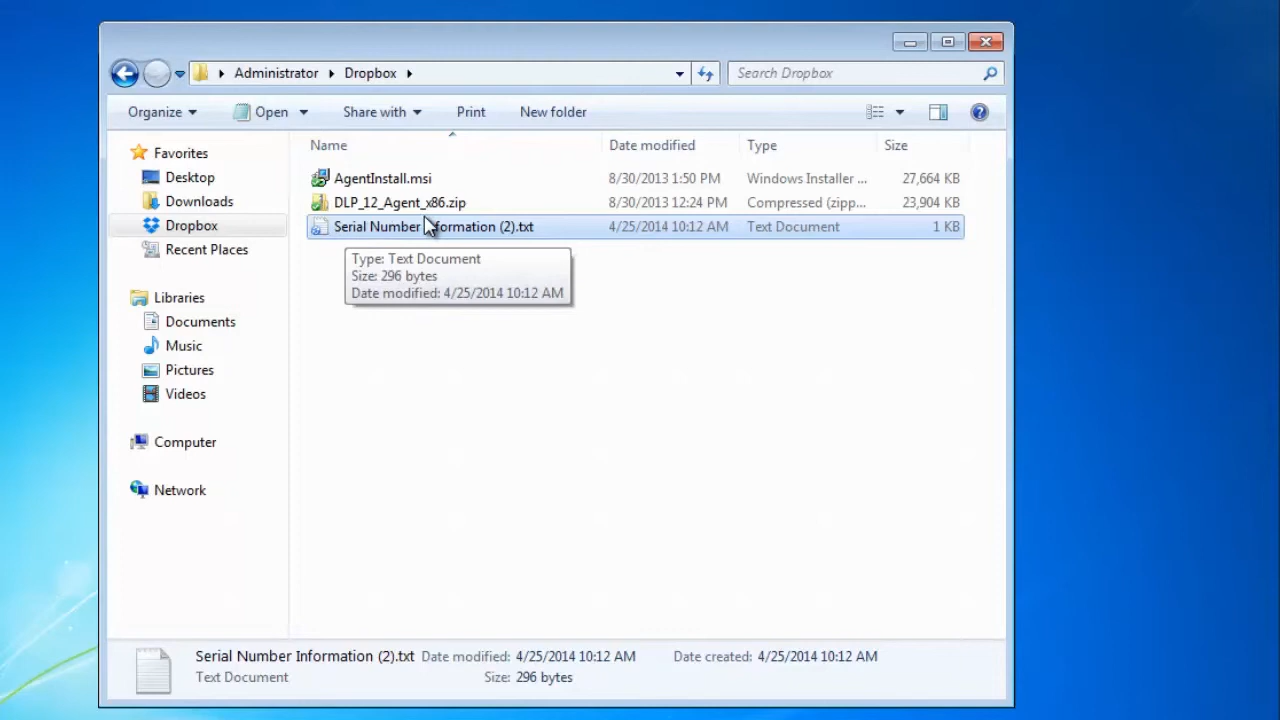 Administrator Dropbox
Search Dropbox
Organize Open Share with Print New folder
Name Date modified Type Size
Favorites
Desktop
Downloads
Dropbox
Recent Places
Libraries
Documents
Music
Pictures
Videos
Computer
Network
AgentInstall.msi 8/30/2013 1:50 PM Windows Installer ... 27,664 KB
DLP_12_Agent_x86.zip 8/30/2013 12:24 PM Compressed (zipp... 23,904 KB
Serial Number formation (2).txt 4/25/2014 10:12 AM Text Document 1 KB
Type: Text Document
Size: 296 bytes
Date modified: 4/25/2014 10:12 AM
Serial Number Information (2).txt Date modified: 4/25/2014 10:12 AM Date created: 4/25/2014 10:12 AM
Text Document Size: 296 bytes